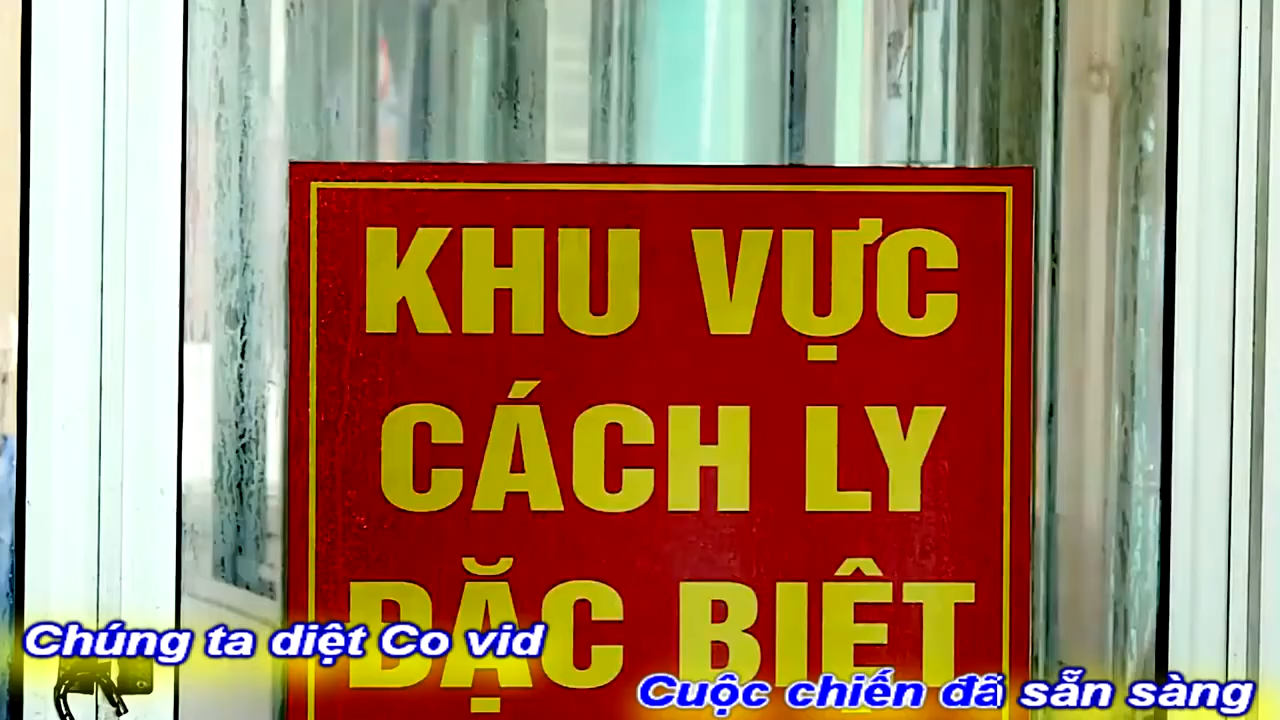 KHU VỰC
CÁCH LY
ĐẶC BIỆT
Chúng ta diệt Co vid
Cuộc chiến đã sẵn sàng